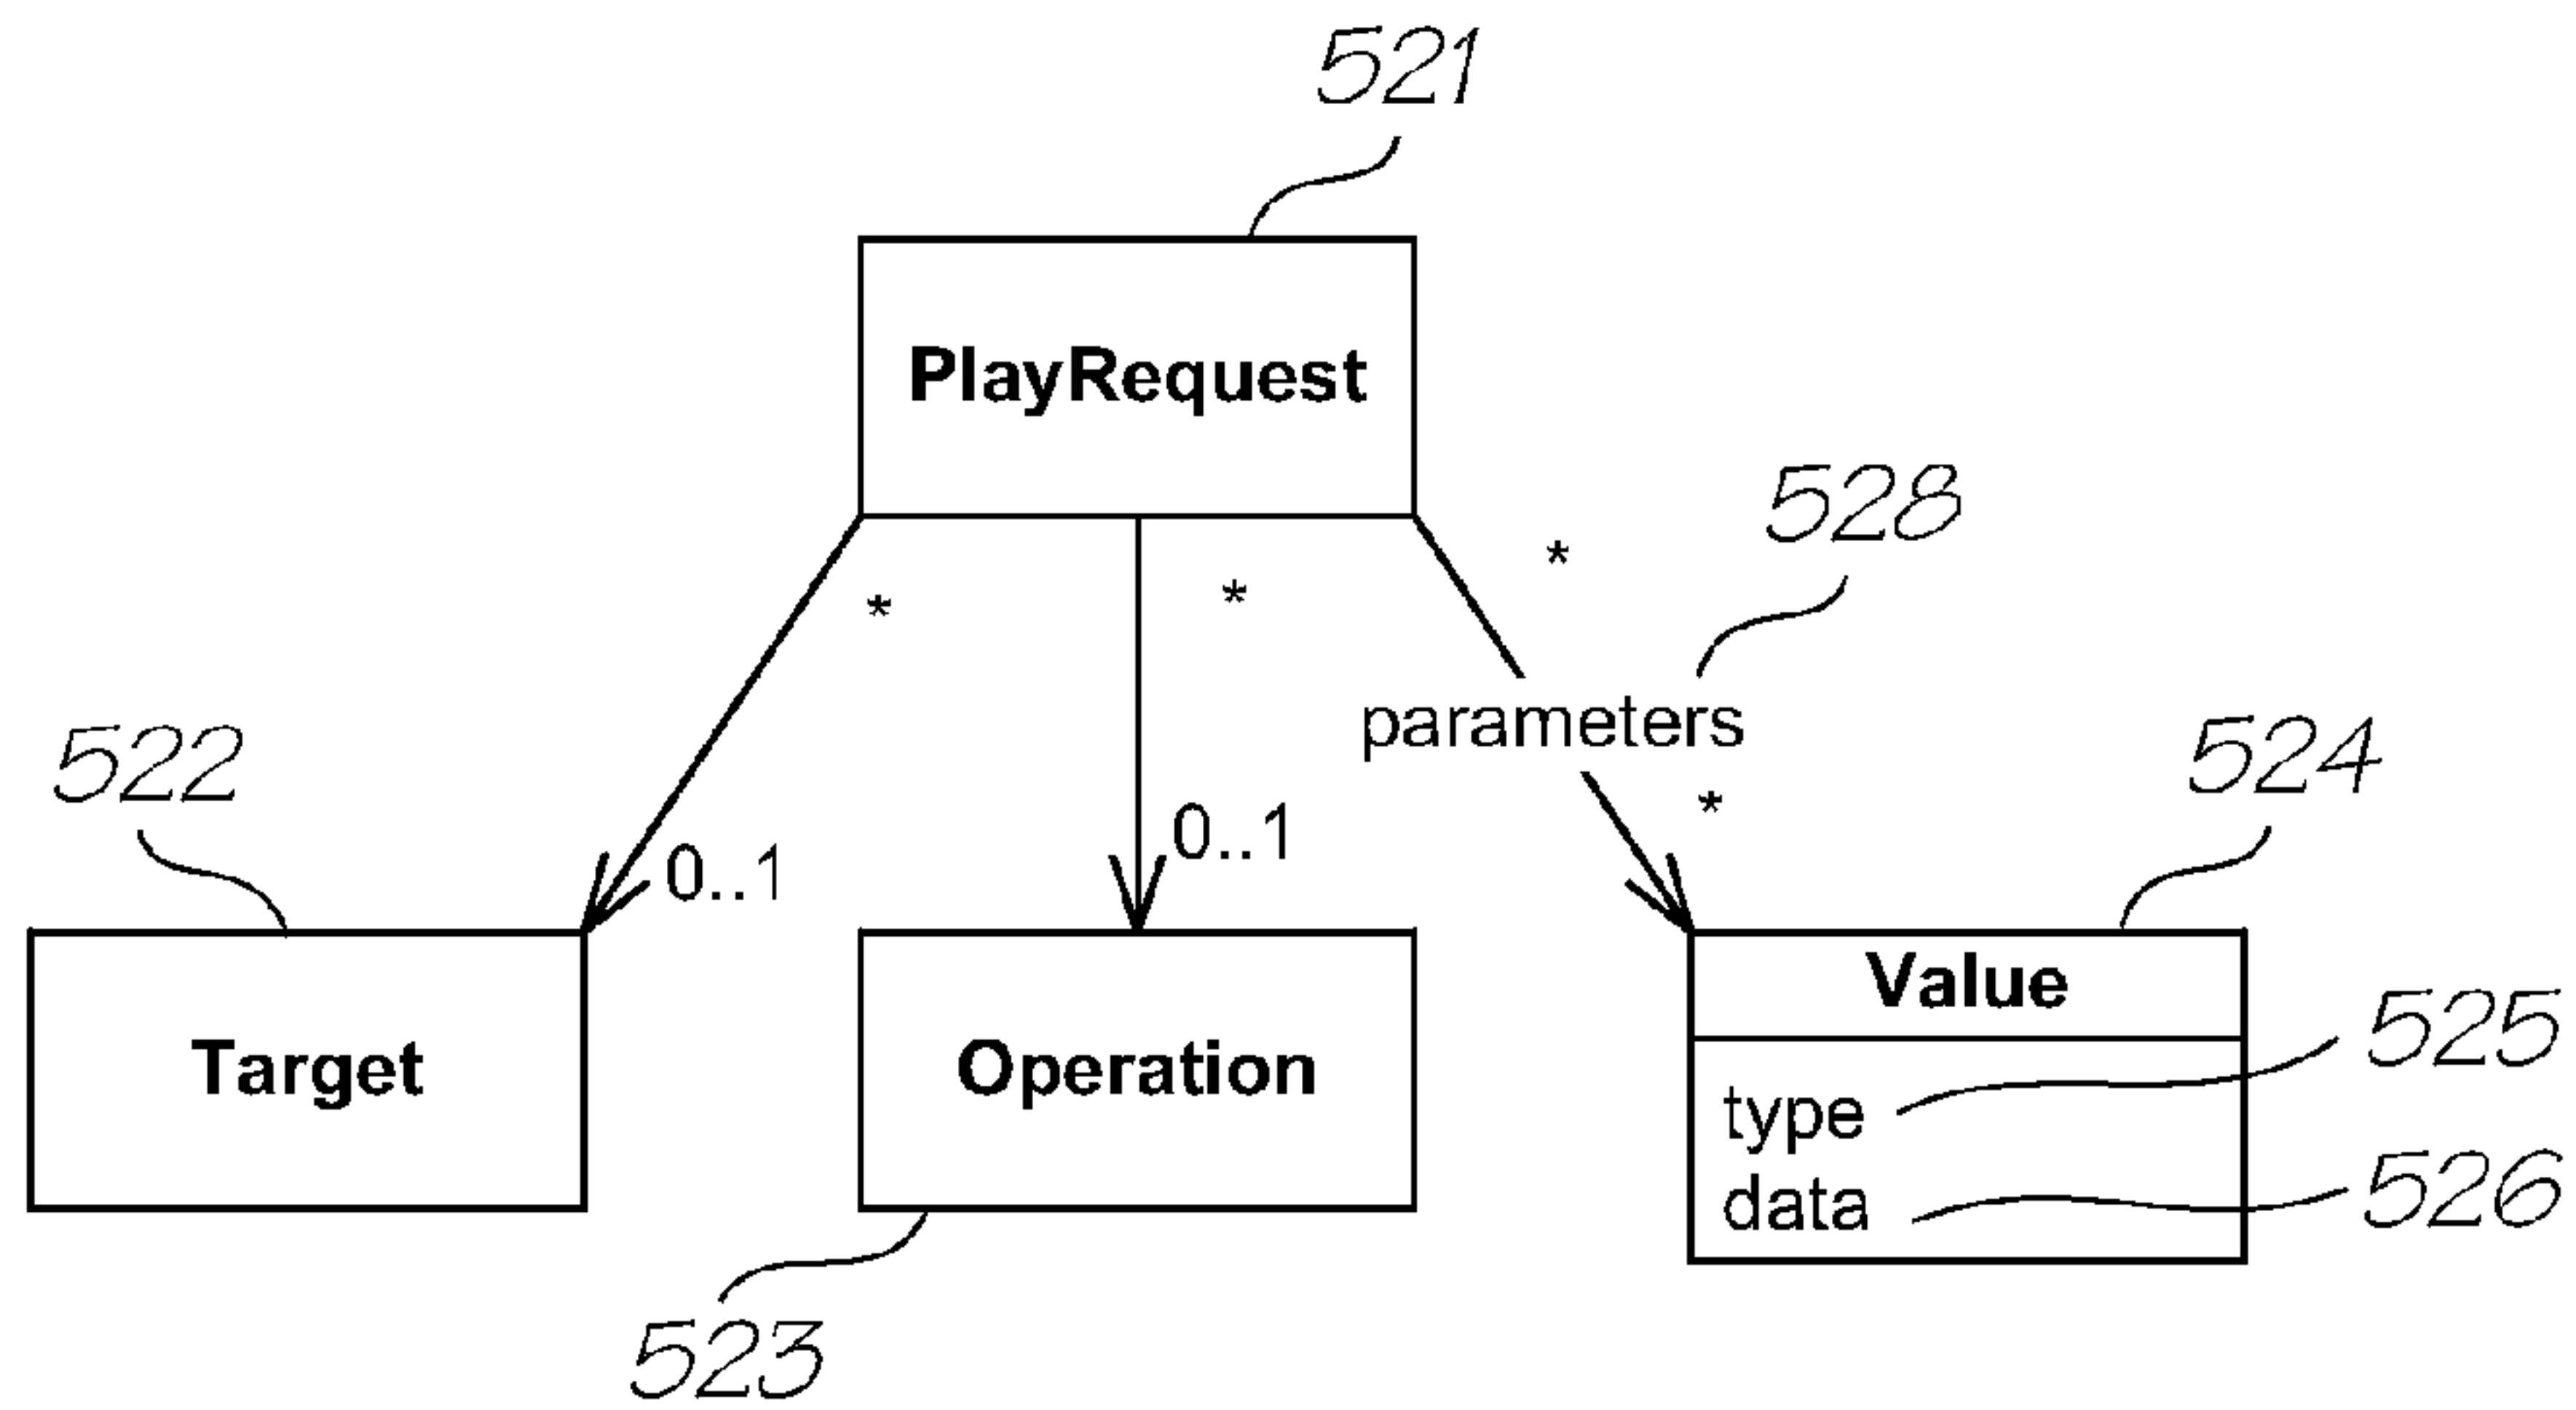 521
PlayRequest
528
*
*
*
parameters
522
524
*
0..1
0..1
Value
Target
Operation
525
type
data
526
523